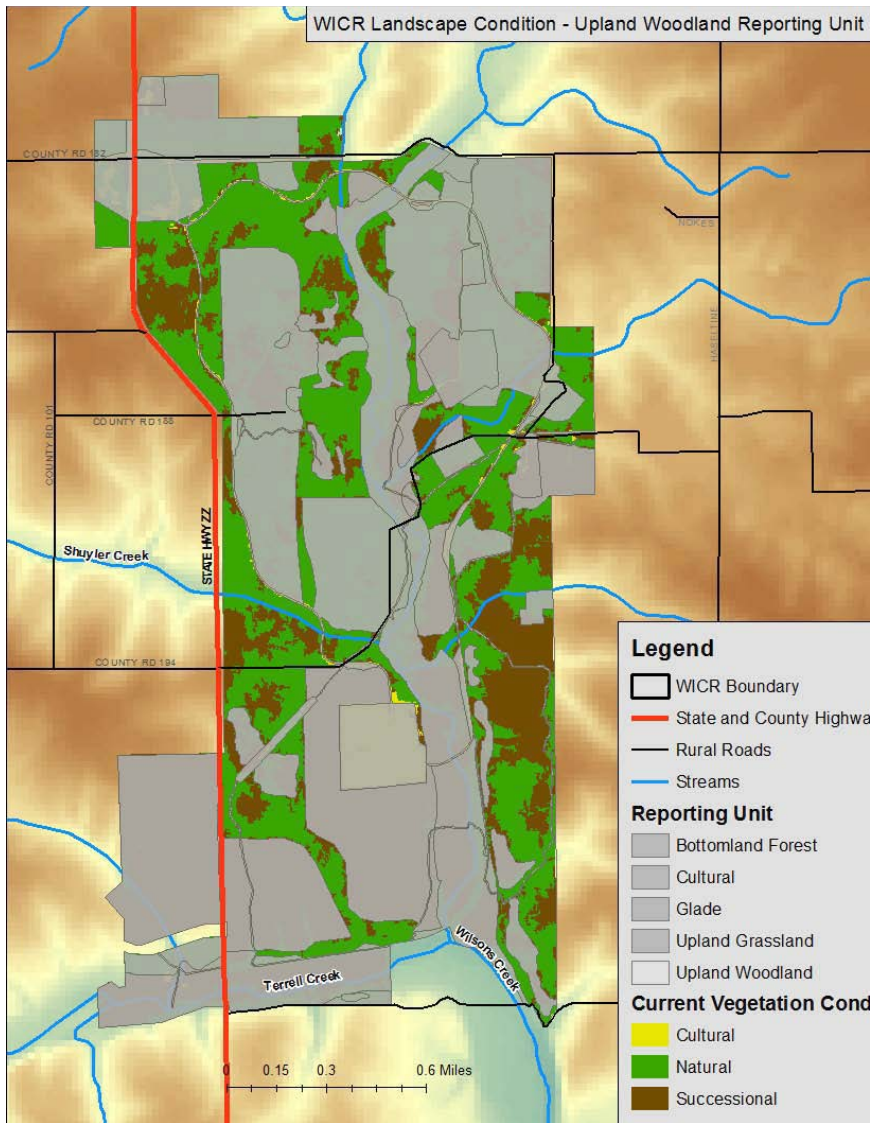 WICR Landscape Condition - Upland Woodland Reporting Unit
COUNTY RD 182
NOKES
HASELTINE
COUNTY RD 101
COUNTY RD 188
STATE HWY ZZ
Shuyler Creek
COUNTY RD 194
Legend
WICR Boundary
State and County Highwa
Rural Roads
Streams
Reporting Unit
Bottomland Forest
Cultural
Glade
Upland Grassland
Upland Woodland
Current Vegetation Cond
Cultural
Natural
Successional
Wilsons Creek
Terrell Creek
0 0.15 0.3 0.6 Miles